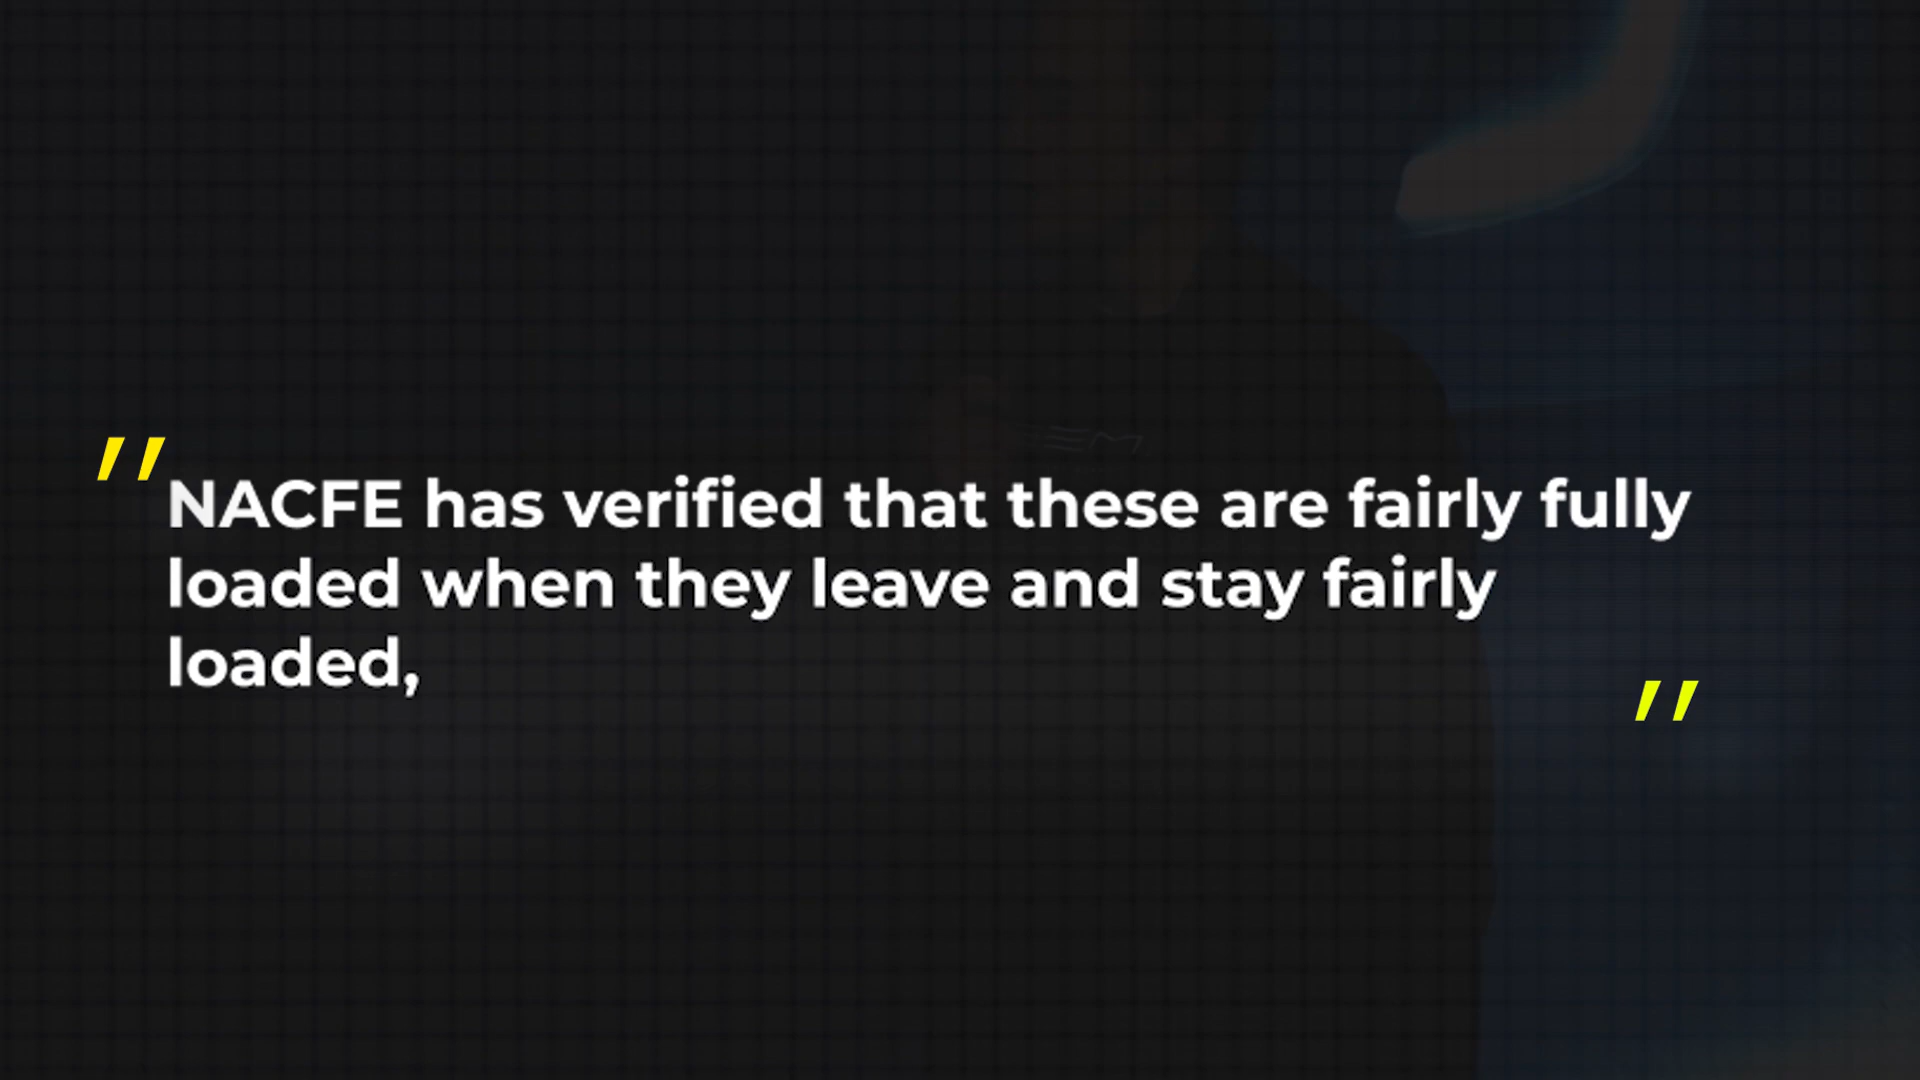 "NACFE has verified that these are fairly fully
loaded when they leave and stay fairly
loaded,"